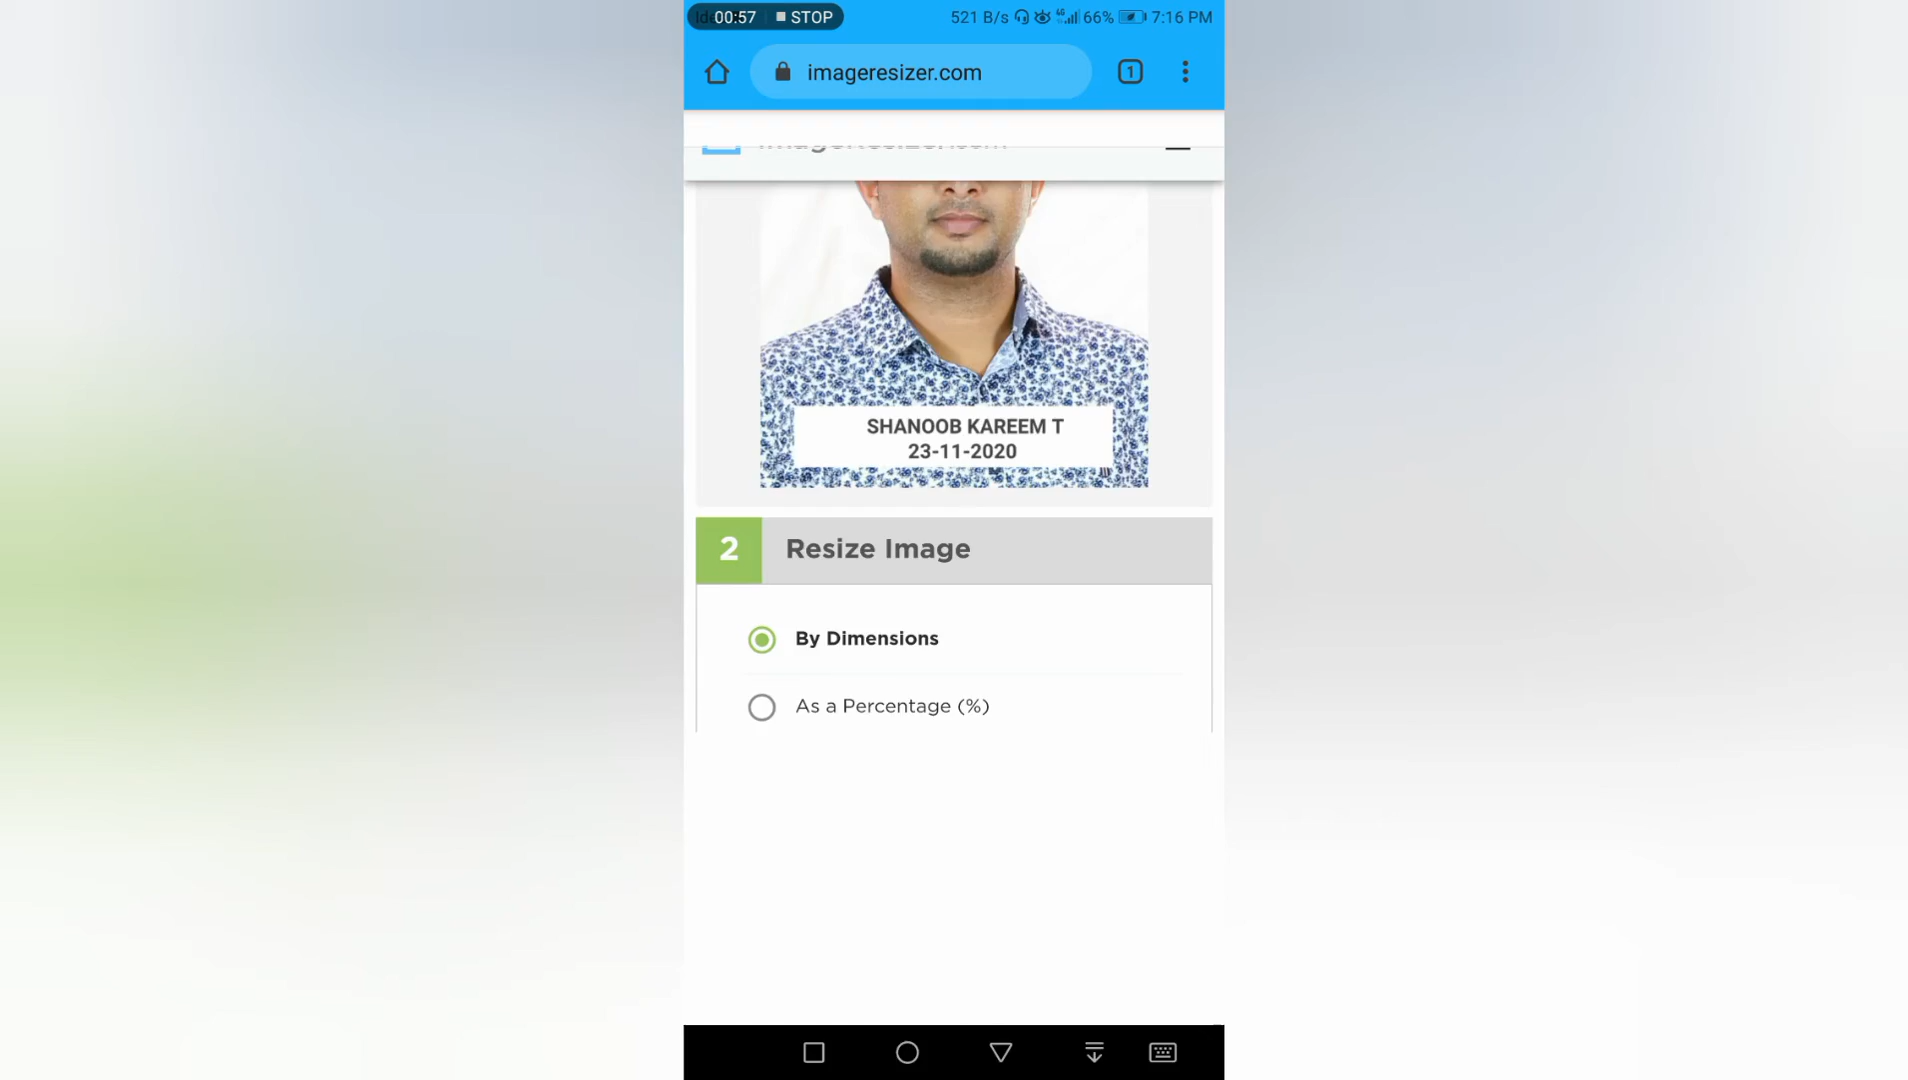 00:57 STOP 521 B/s 4G 66% 7:16 PM
imageresizer.com 1
SHANOOB KAREEM T
23-11-2020
2 Resize Image
By Dimensions
As a Percentage (%)